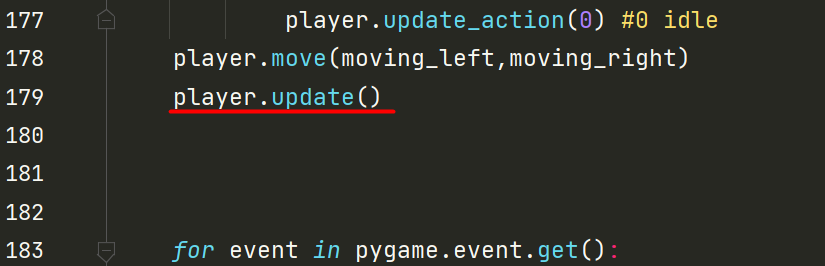 177 player.update_action(0) #0 idle
178 player.move(moving_left,moving_right)
179 player.update()
180
181
182
183 for event in pygame.event.get():